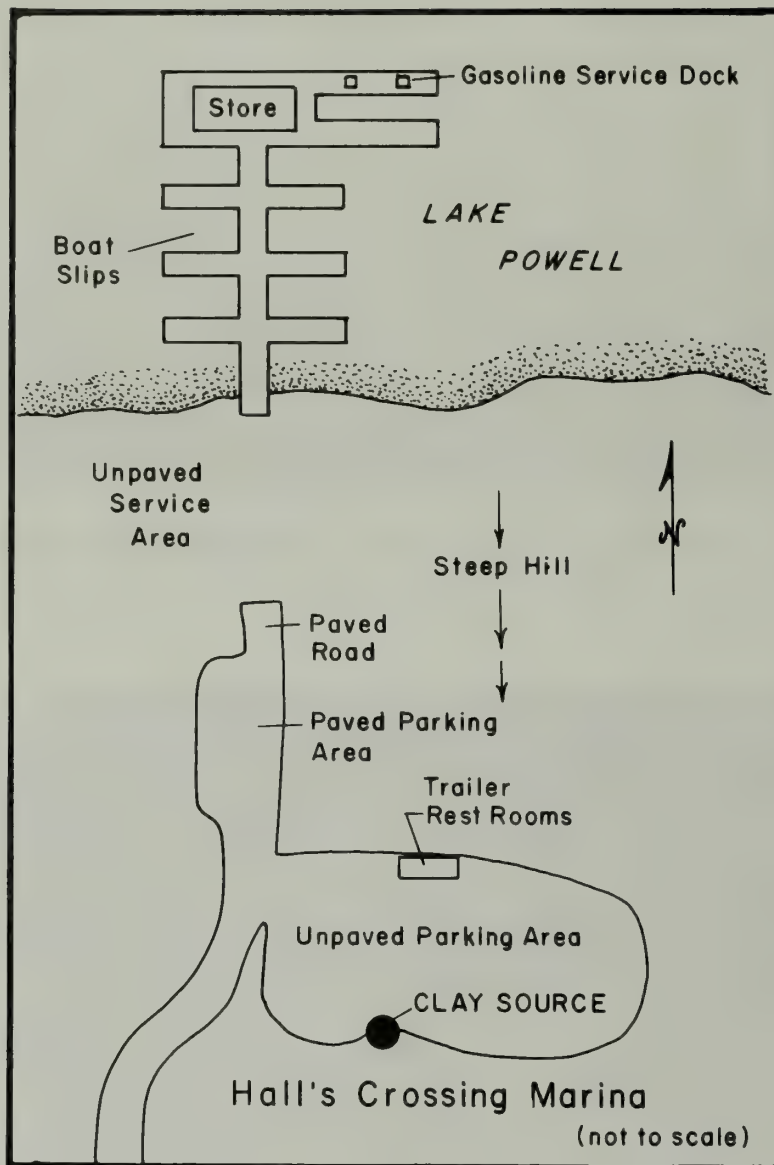 Gasoline Service Dock
Store
LAKE
POWELL
Boat
Slips
Unpaved
Service
Area
N
Steep Hill
Paved
Road
Paved Parking
Area
Trailer
Rest Rooms
Unpaved Parking Area
CLAY SOURCE
Hall's Crossing Marina
(not to scale)